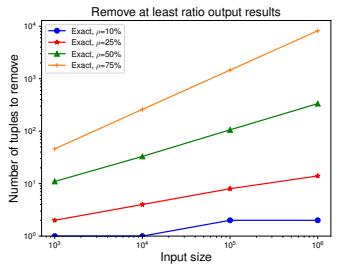 Remove at least ratio output results
Number of tuples to remove
10⁴
10³
10²
10¹
10⁰
Exact, ρ=10%
Exact, ρ=25%
Exact, ρ=50%
Exact, ρ=75%
10³ 10⁴ 10⁵ 10⁶
Input size